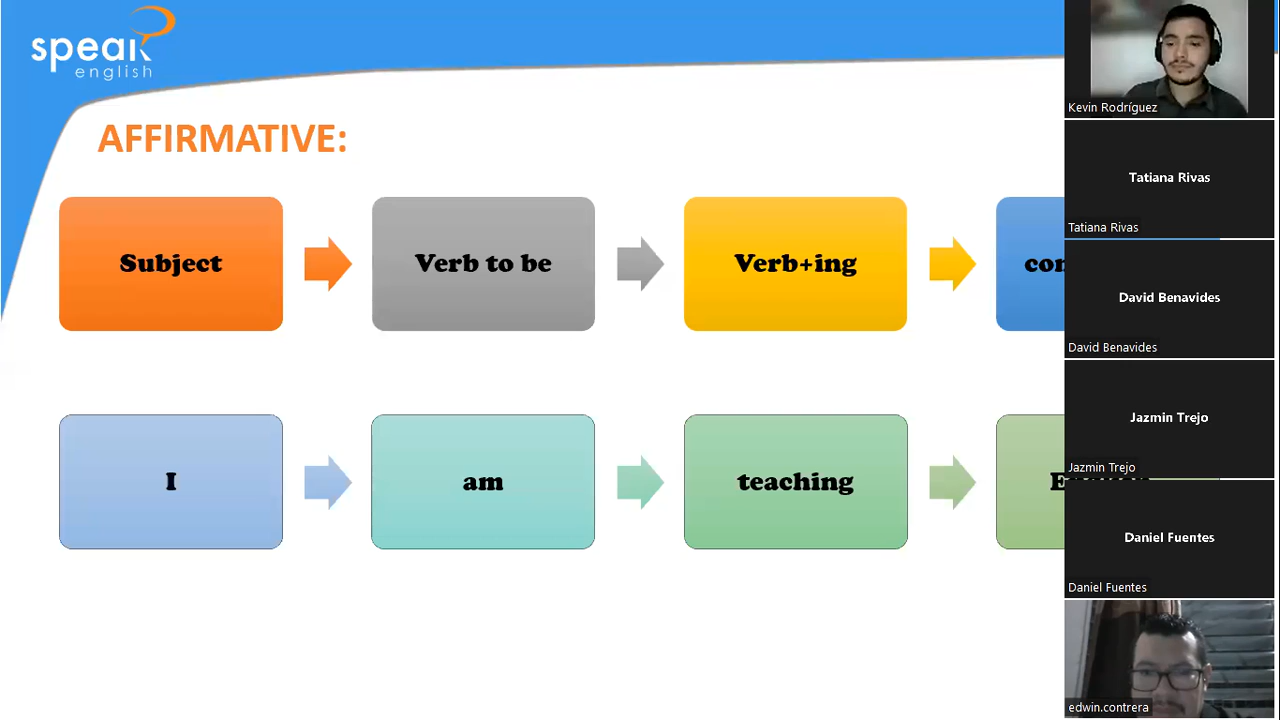 speak
english
AFFIRMATIVE:
Subject
Verb to be
Verb+ing
I
am
teaching
Kevin Rodríguez
Tatiana Rivas
Tatiana Rivas
David Benavides
David Benavides
Jazmin Trejo
Jazmin Trejo
Daniel Fuentes
Daniel Fuentes
edwin.contrera